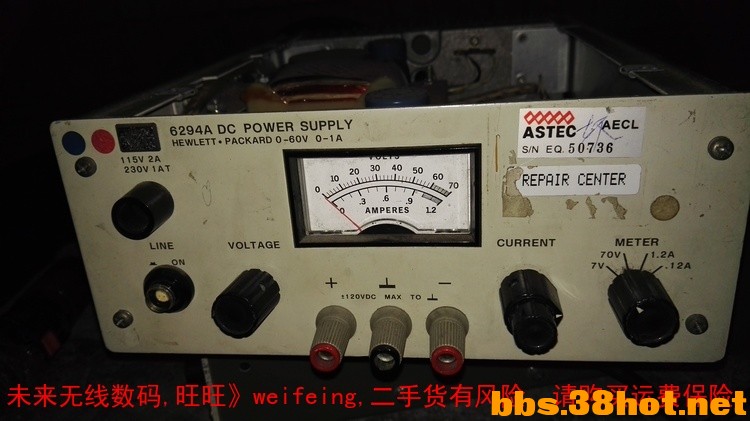 6294A DC POWER SUPPLY
HEWLETT • PACKARD 0-60V 0-1A
115V 2A
230V 1AT
ASTEC AECL
S/N EQ. 50736
REPAIR CENTER
VOLTS
0 10 20 30 40 50 60 70
0 .3 .6 .9 1.2
AMPERES
LINE
ON
VOLTAGE
CURRENT
METER
70V 1.2A
7V .12A
+ ⊥ −
±120VDC MAX TO ⊥
未来无线数码,旺旺》weifeing,二手货有风险 请购买运费保险
bbs.38hot.net